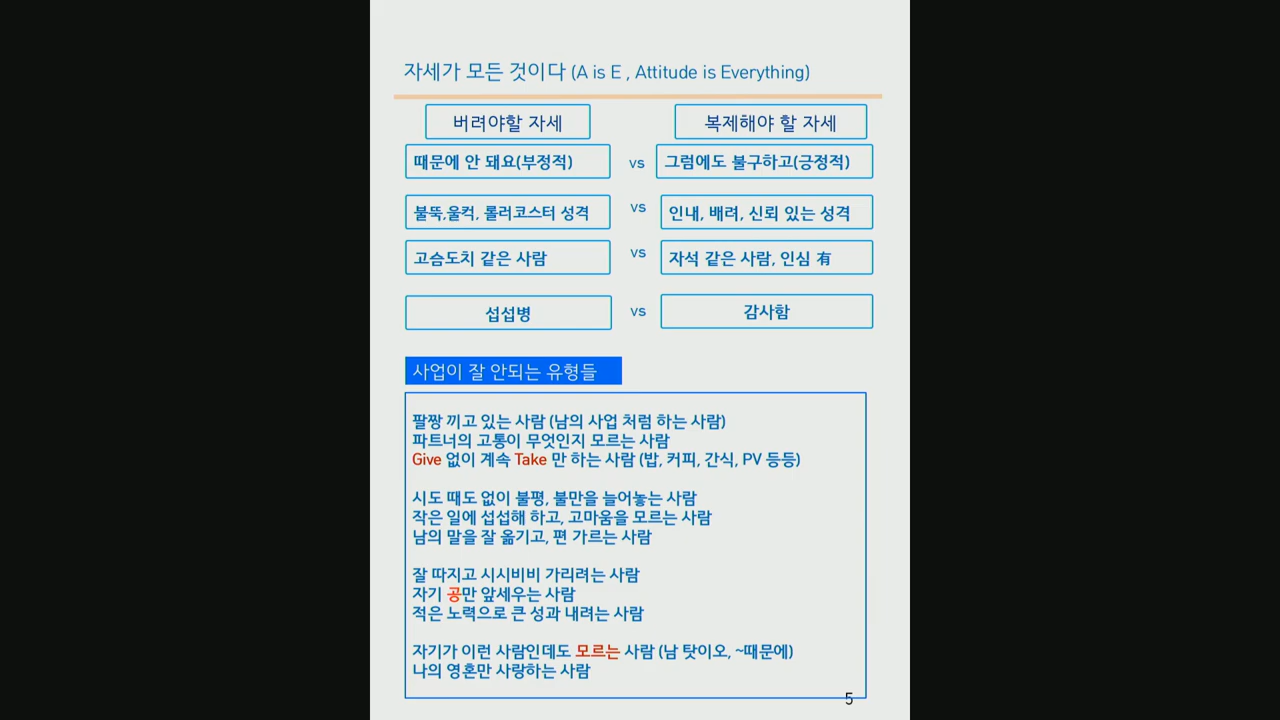 자세가 모든 것이다 (A is E , Attitude is Everything)
버려야할 자세
복제해야 할 자세
때문에 안 돼요(부정적)
vs
그럼에도 불구하고(긍정적)
불뚝,울컥, 롤러코스터 성격
vs
인내, 배려, 신뢰 있는 성격
고슴도치 같은 사람
vs
자석 같은 사람, 인심 有
섭섭병
vs
감사함
사업이 잘 안되는 유형들
팔짱 끼고 있는 사람 (남의 사업 처럼 하는 사람)
파트너의 고통이 무엇인지 모르는 사람
Give 없이 계속 Take 만 하는 사람 (밥, 커피, 간식, PV 등등)
시도 때도 없이 불평, 불만을 늘어놓는 사람
작은 일에 섭섭해 하고, 고마움을 모르는 사람
남의 말을 잘 옮기고, 편 가르는 사람
잘 따지고 시시비비 가리려는 사람
자기 공만 앞세우는 사람
적은 노력으로 큰 성과 내려는 사람
자기가 이런 사람인데도 모르는 사람 (남 탓이오, ~때문에)
나의 영혼만 사랑하는 사람
5